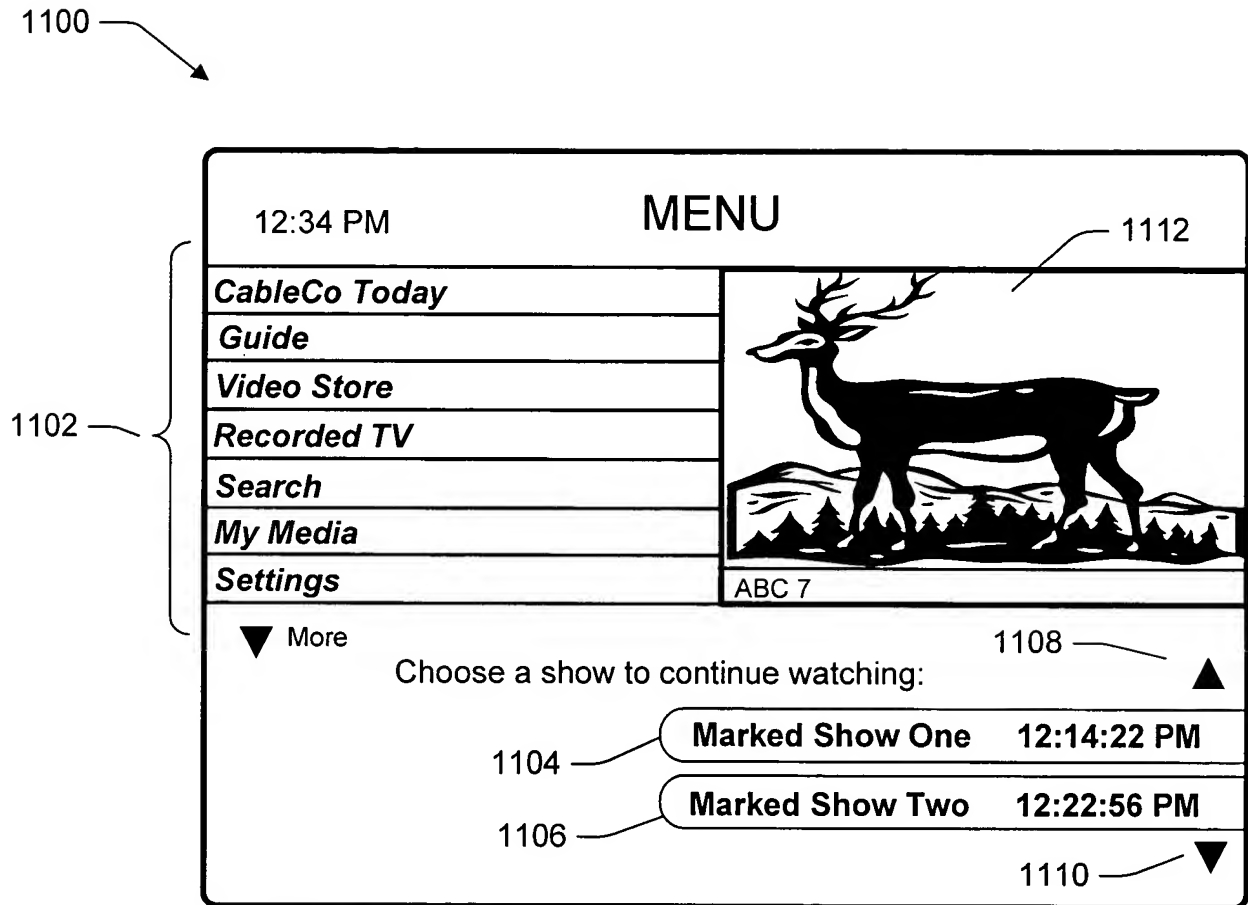 1100
12:34 PM
MENU
1112
CableCo Today
Guide
Video Store
Recorded TV
Search
My Media
Settings
1102
ABC 7
More
1108
Choose a show to continue watching:
Marked Show One 12:14:22 PM
1104
Marked Show Two 12:22:56 PM
1106
1110